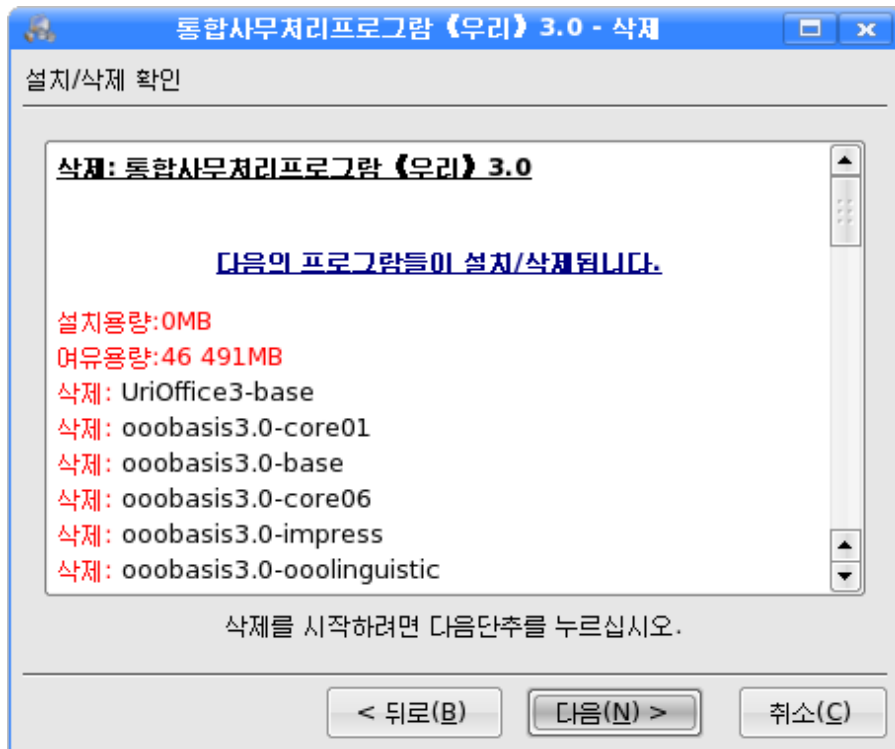 통합사무처리프로그람 《우리》 3.0 - 삭제
설치/삭제 확인
삭제: 통합사무처리프로그람 《우리》 3.0
다음의 프로그람들이 설치/삭제됩니다.
설치용량:0MB
여유용량:46 491MB
삭제: UriOffice3-base
삭제: ooobasis3.0-core01
삭제: ooobasis3.0-base
삭제: ooobasis3.0-core06
삭제: ooobasis3.0-impress
삭제: ooobasis3.0-ooolinguistic
삭제를 시작하려면 다음단추를 누르십시오.
< 뒤로(B) 다음(N) > 취소(C)